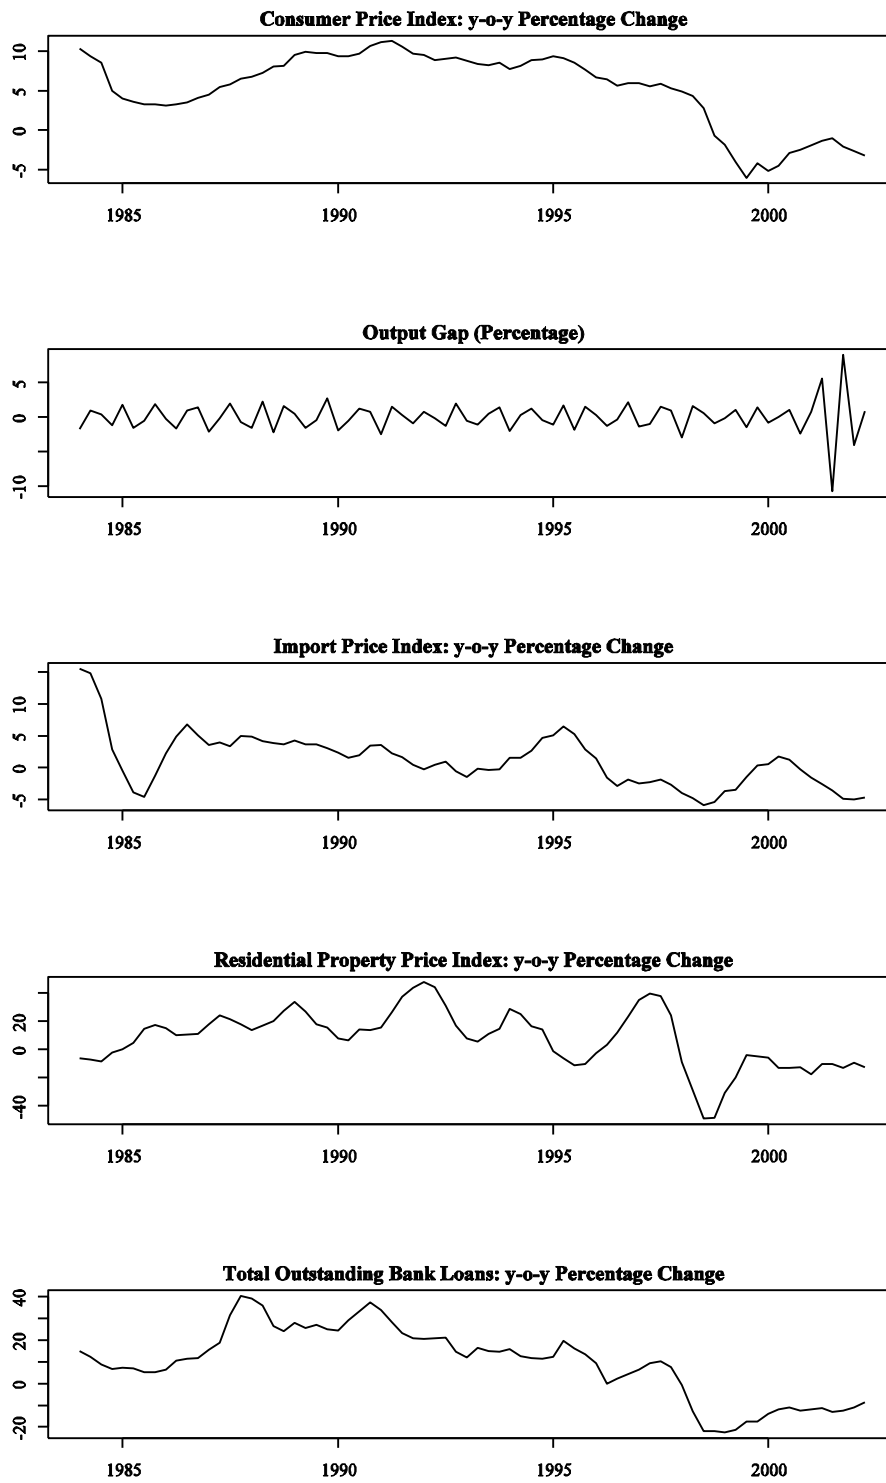 Consumer Price Index: y-o-y Percentage Change
10
5
0
-5
1985 1990 1995 2000
Output Gap (Percentage)
5
0
-10
1985 1990 1995 2000
Import Price Index: y-o-y Percentage Change
10
5
0
-5
1985 1990 1995 2000
Residential Property Price Index: y-o-y Percentage Change
20
0
-40
1985 1990 1995 2000
Total Outstanding Bank Loans: y-o-y Percentage Change
40
20
0
-20
1985 1990 1995 2000